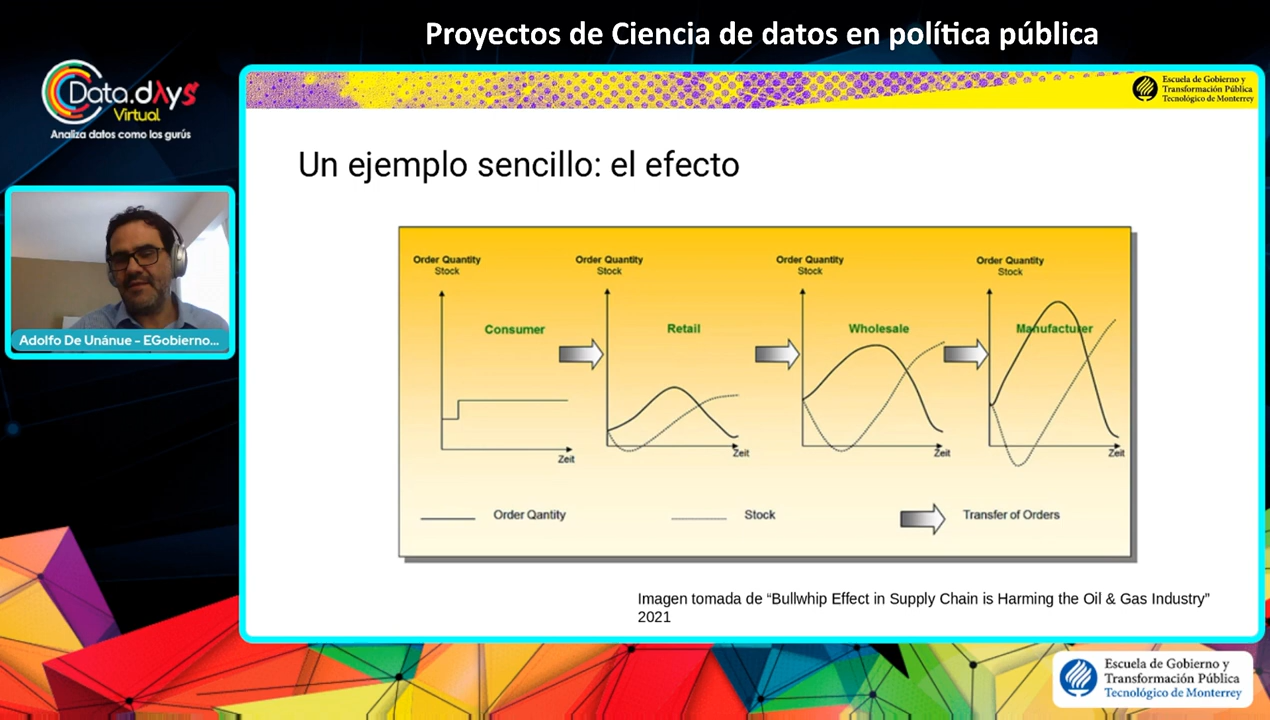 Proyectos de Ciencia de datos en política pública
Data.dλys
Virtual
Analiza datos como los gurús
Escuela de Gobierno y
Transformación Pública
Tecnológico de Monterrey
Un ejemplo sencillo: el efecto
Adolfo De Unánue - EGobierno...
Order Quantity
Stock
Order Quantity
Stock
Order Quantity
Stock
Order Quantity
Stock
Consumer
Retail
Wholesale
Manufacturer
Zeit
Zeit
Zeit
Zeit
Order Qantity
Stock
Transfer of Orders
Imagen tomada de “Bullwhip Effect in Supply Chain is Harming the Oil & Gas Industry”
2021
Escuela de Gobierno y
Transformación Pública
Tecnológico de Monterrey